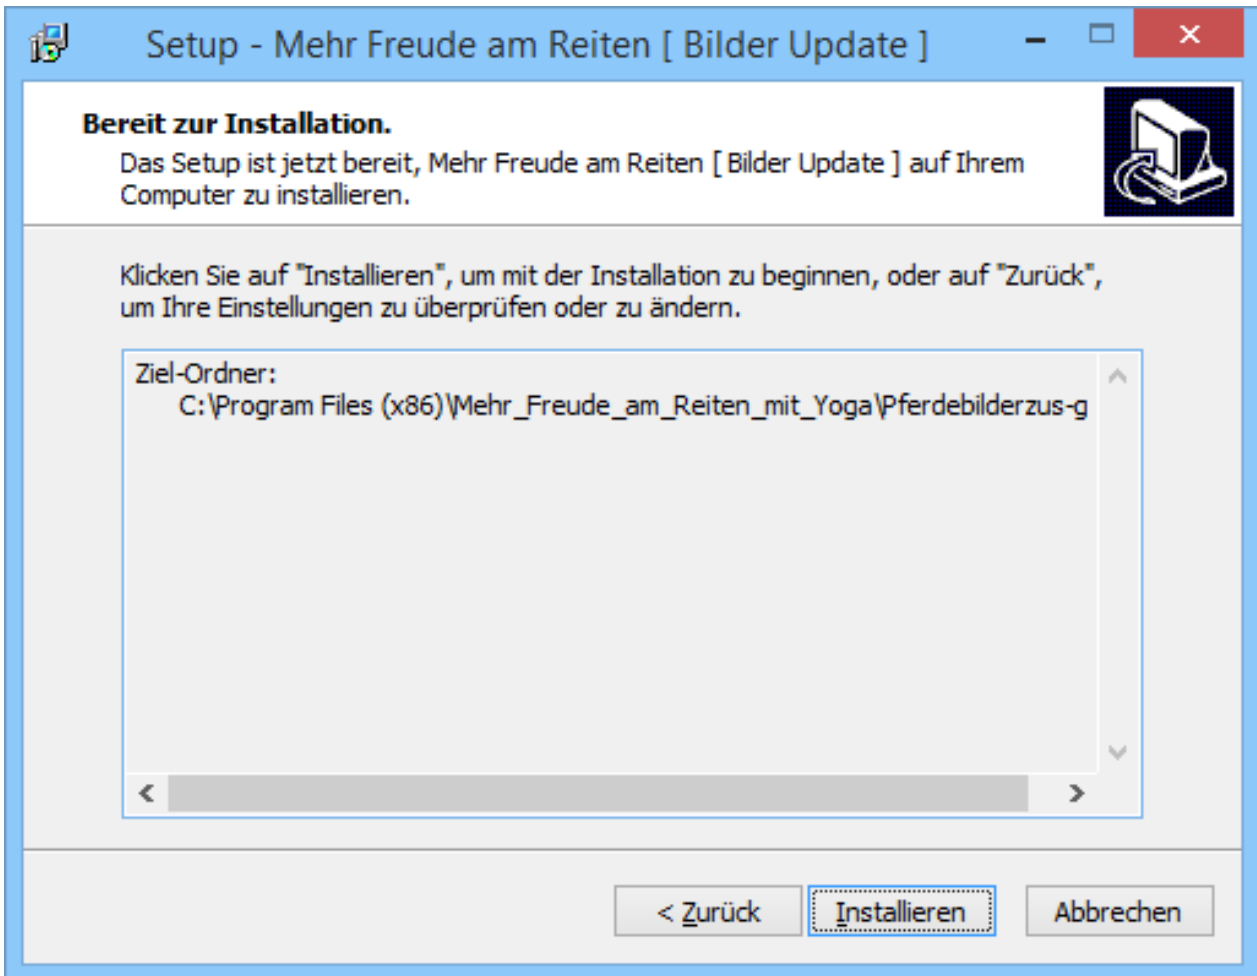 Setup - Mehr Freude am Reiten [ Bilder Update ]
Bereit zur Installation.
Das Setup ist jetzt bereit, Mehr Freude am Reiten [ Bilder Update ] auf Ihrem
Computer zu installieren.
Klicken Sie auf "Installieren", um mit der Installation zu beginnen, oder auf "Zurück",
um Ihre Einstellungen zu überprüfen oder zu ändern.
Ziel-Ordner:
C:\Program Files (x86)\Mehr_Freude_am_Reiten_mit_Yoga\Pferdebilderzus-g
< Zurück Installieren Abbrechen